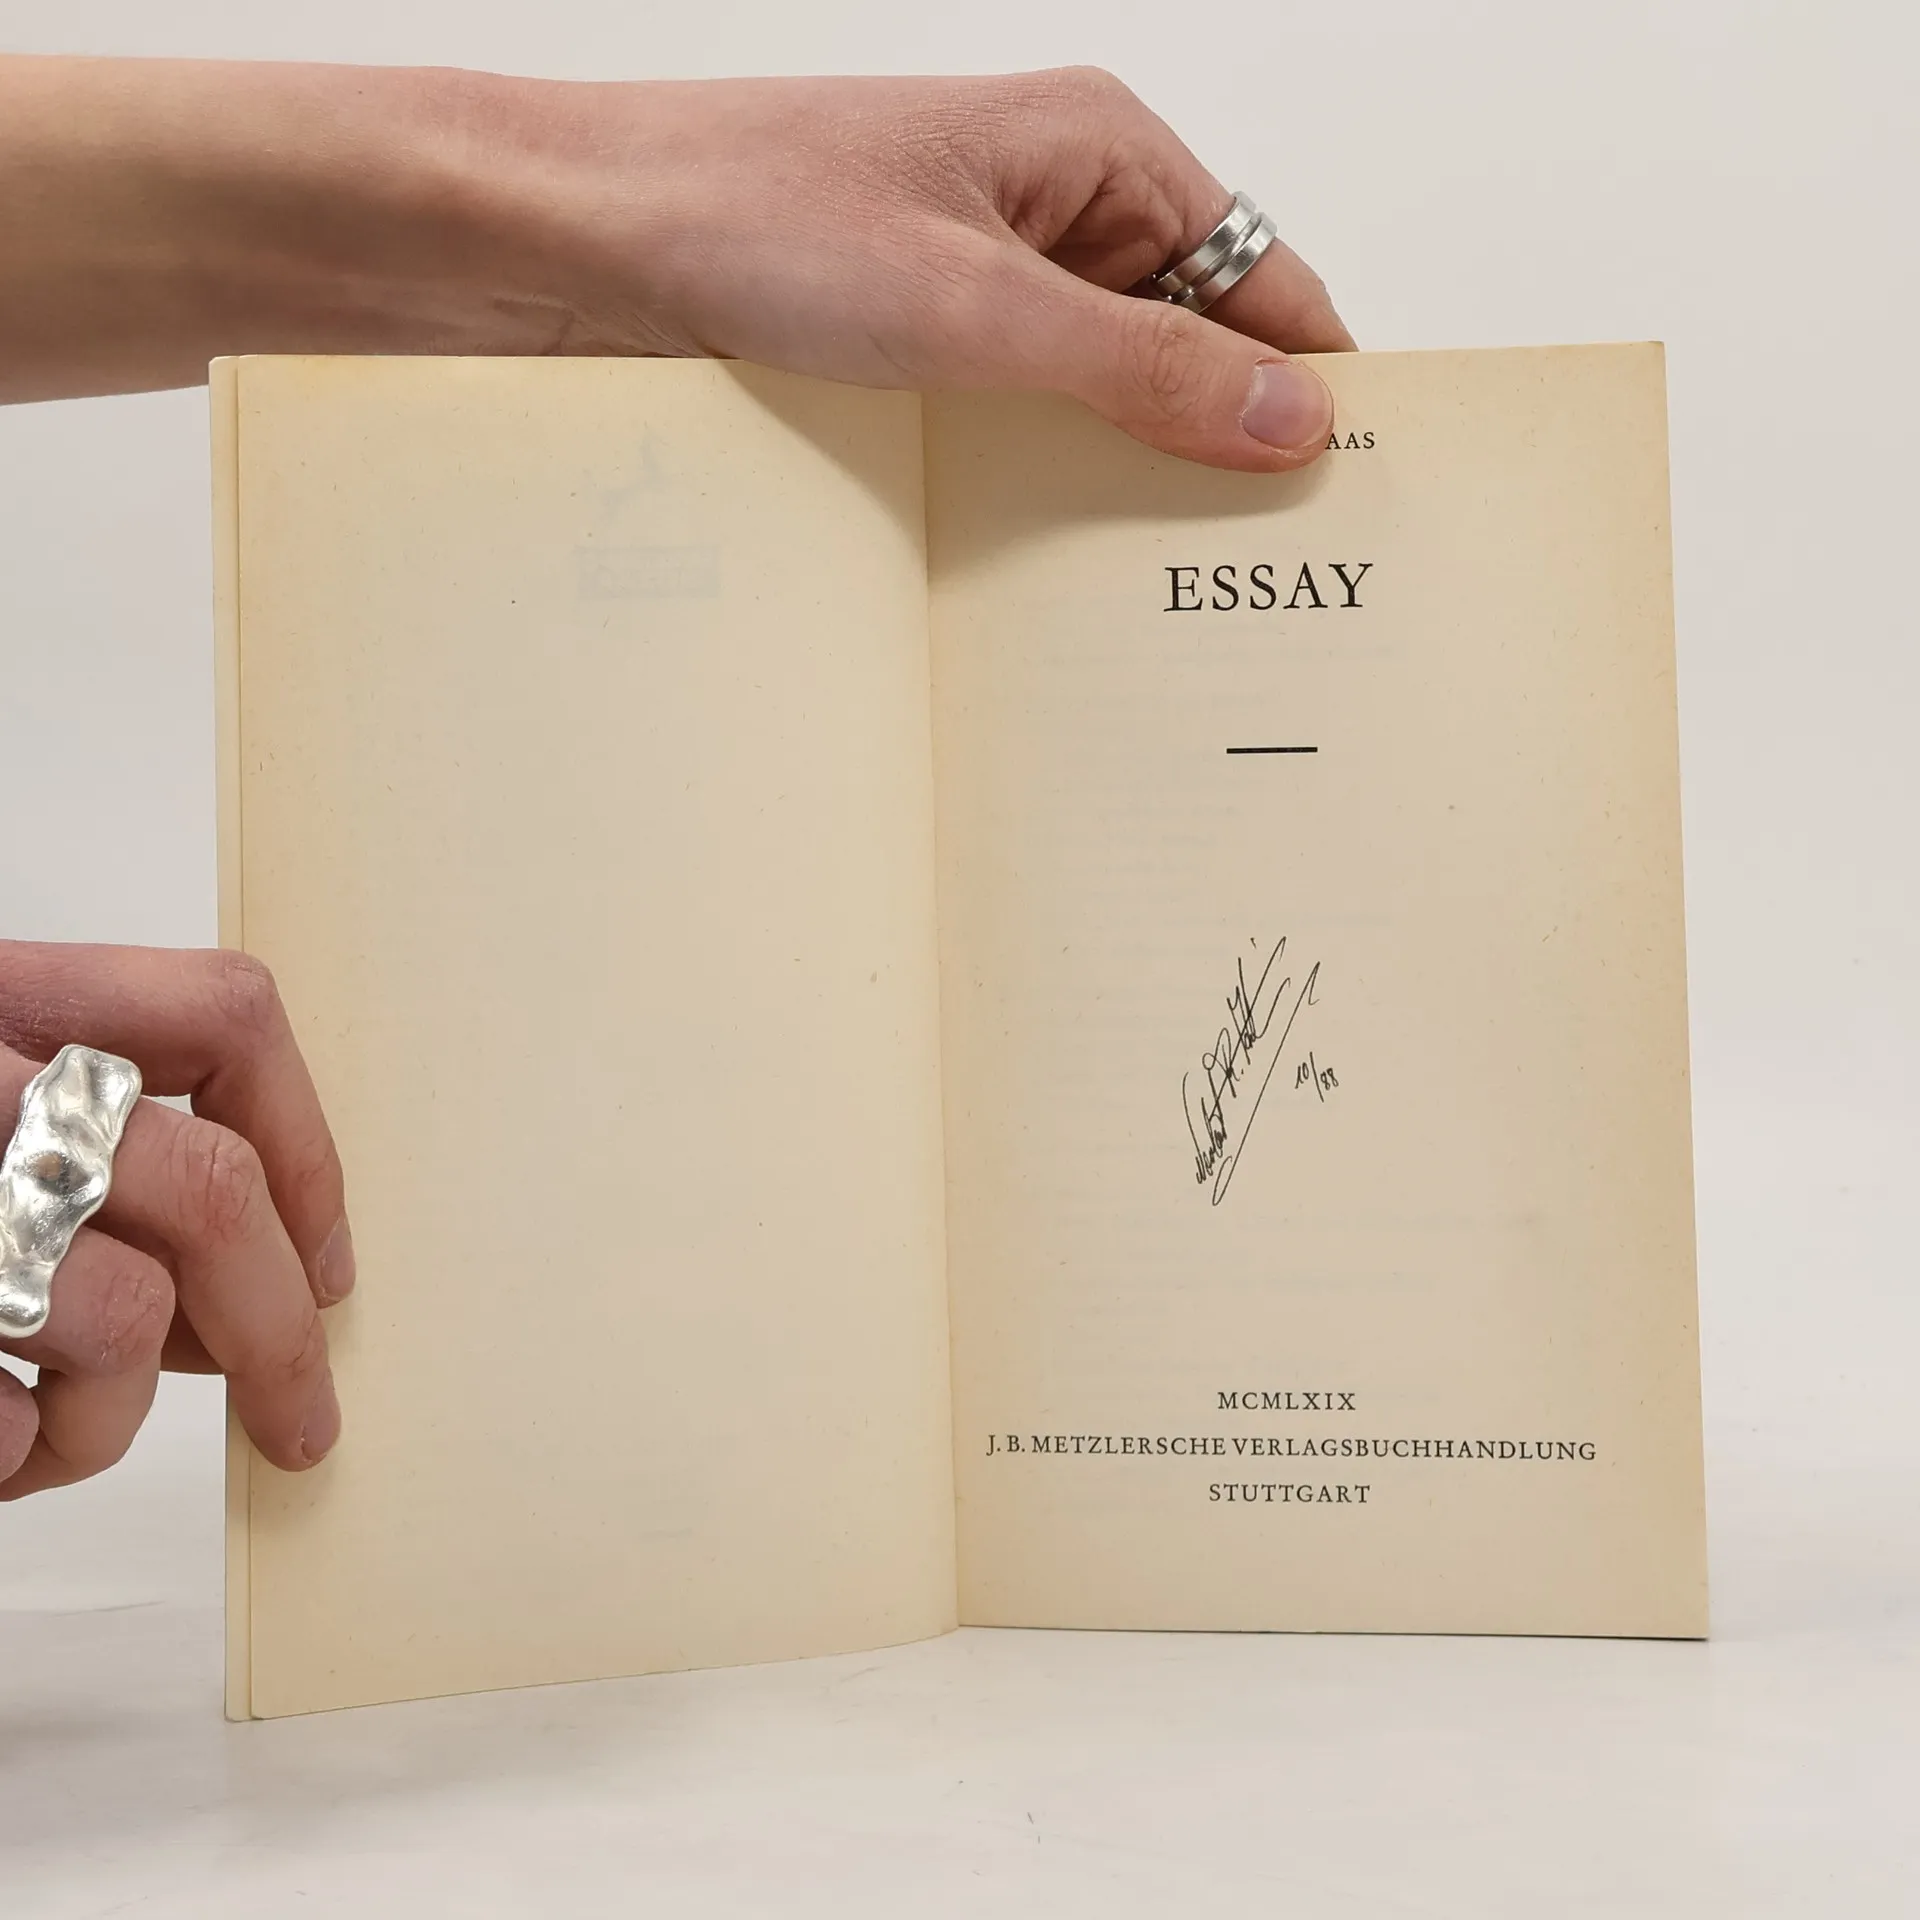 AAS
ESSAY
10/88
MCMLXIX
J. B. METZLERSCHE VERLAGSBUCHHANDLUNG
STUTTGART